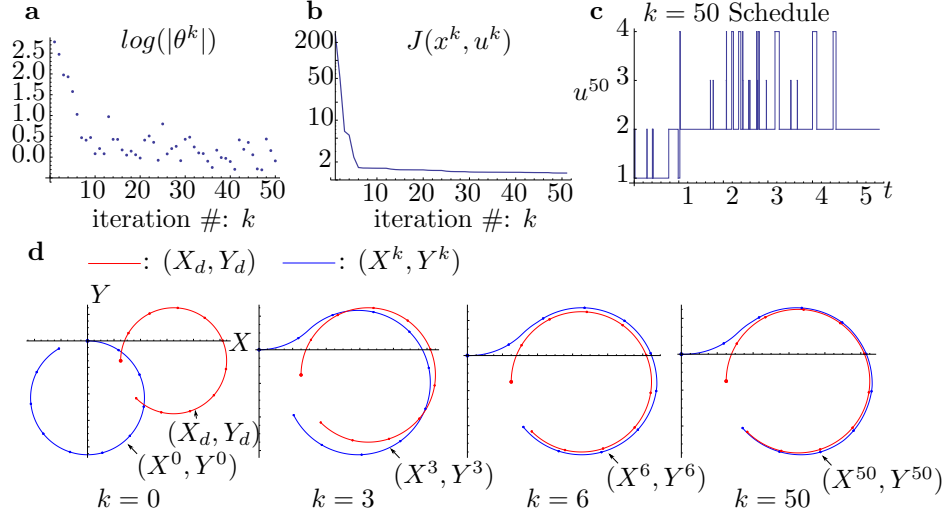 a
log(|θ^k|)
2.5
2.0
1.5
1.0
0.5
0.0
10 20 30 40 50
iteration #: k
b
J(x^k, u^k)
200
50
10
2
10 20 30 40 50
iteration #: k
c
k = 50 Schedule
u^50
4
3
2
1
1 2 3 4 5
t
d
: (X_d, Y_d)
: (X^k, Y^k)
Y
X
(X_d, Y_d)
(X^0, Y^0)
(X^3, Y^3)
(X^6, Y^6)
(X^50, Y^50)
k = 0
k = 3
k = 6
k = 50